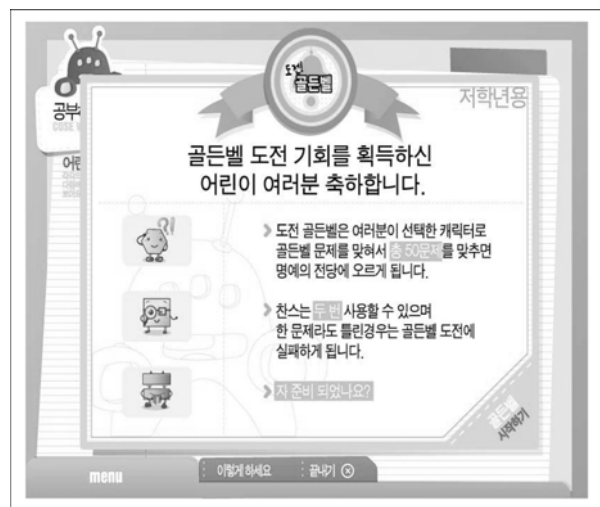 도전
골든벨
저학년용
공부
어린
골든벨 도전 기회를 획득하신
어린이 여러분 축하합니다.
도전 골든벨은 여러분이 선택한 캐릭터로
골든벨 문제를 맞혀서 총 50문제를 맞추면
명예의 전당에 오르게 됩니다.
찬스는 두 번 사용할 수 있으며
한 문제라도 틀린경우는 골든벨 도전에
실패하게 됩니다.
자 준비 되었나요?
골든벨
시작하기
menu
이렇게 하세요
끝내기